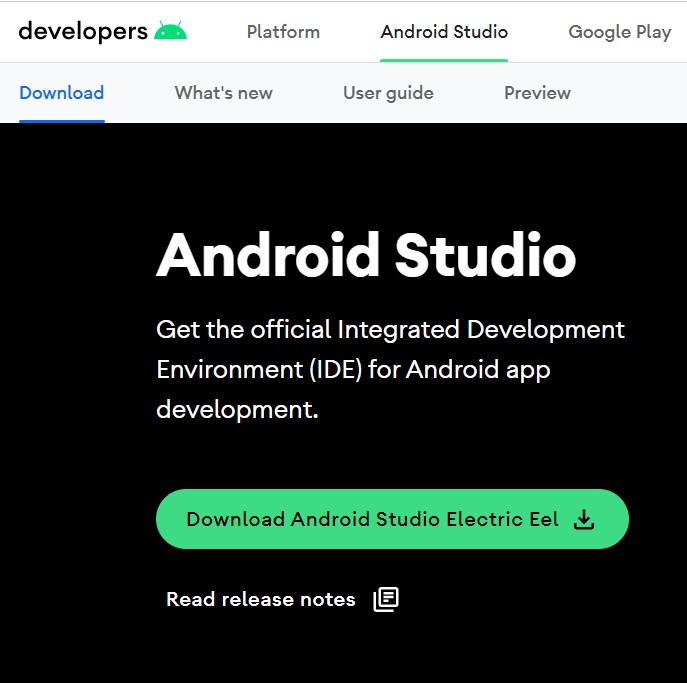 developers
Platform
Android Studio
Google Play
Download
What's new
User guide
Preview
Android Studio
Get the official Integrated Development
Environment (IDE) for Android app
development.
Download Android Studio Electric Eel
Read release notes